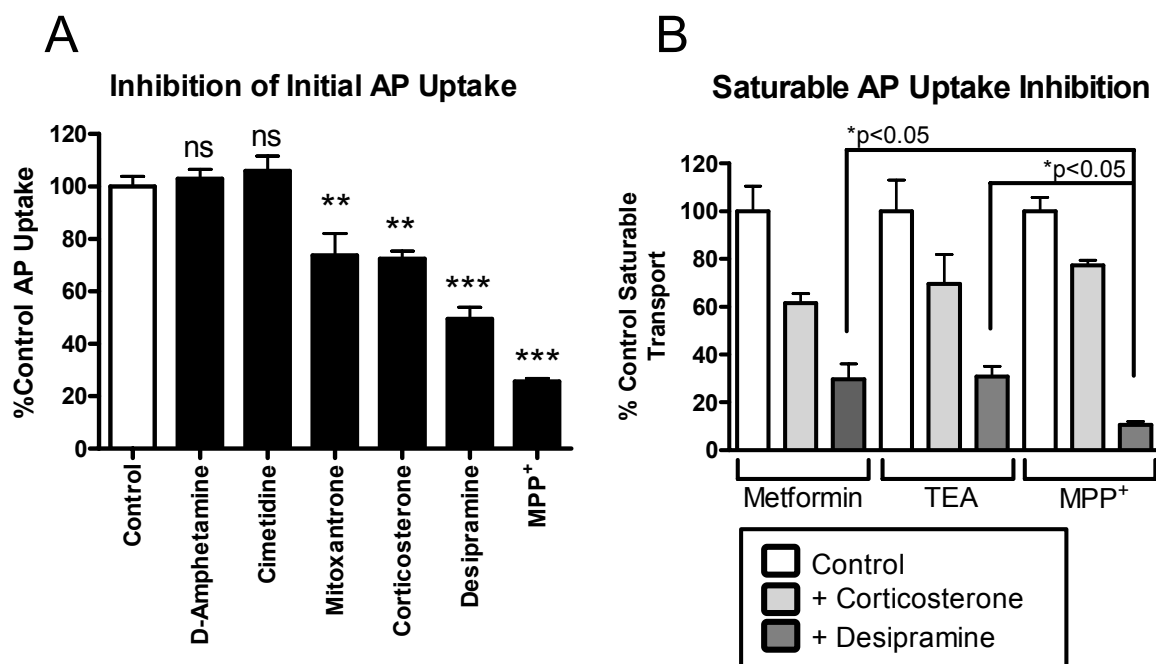 A
Inhibition of Initial AP Uptake
%Control AP Uptake
120
100
80
60
40
20
0
ns
ns
**
**
***
***
Control
D-Amphetamine
Cimetidine
Mitoxantrone
Corticosterone
Desipramine
MPP+
B
Saturable AP Uptake Inhibition
*p<0.05
*p<0.05
% Control Saturable
Transport
120
100
80
60
40
20
0
Metformin
TEA
MPP+
Control
+ Corticosterone
+ Desipramine